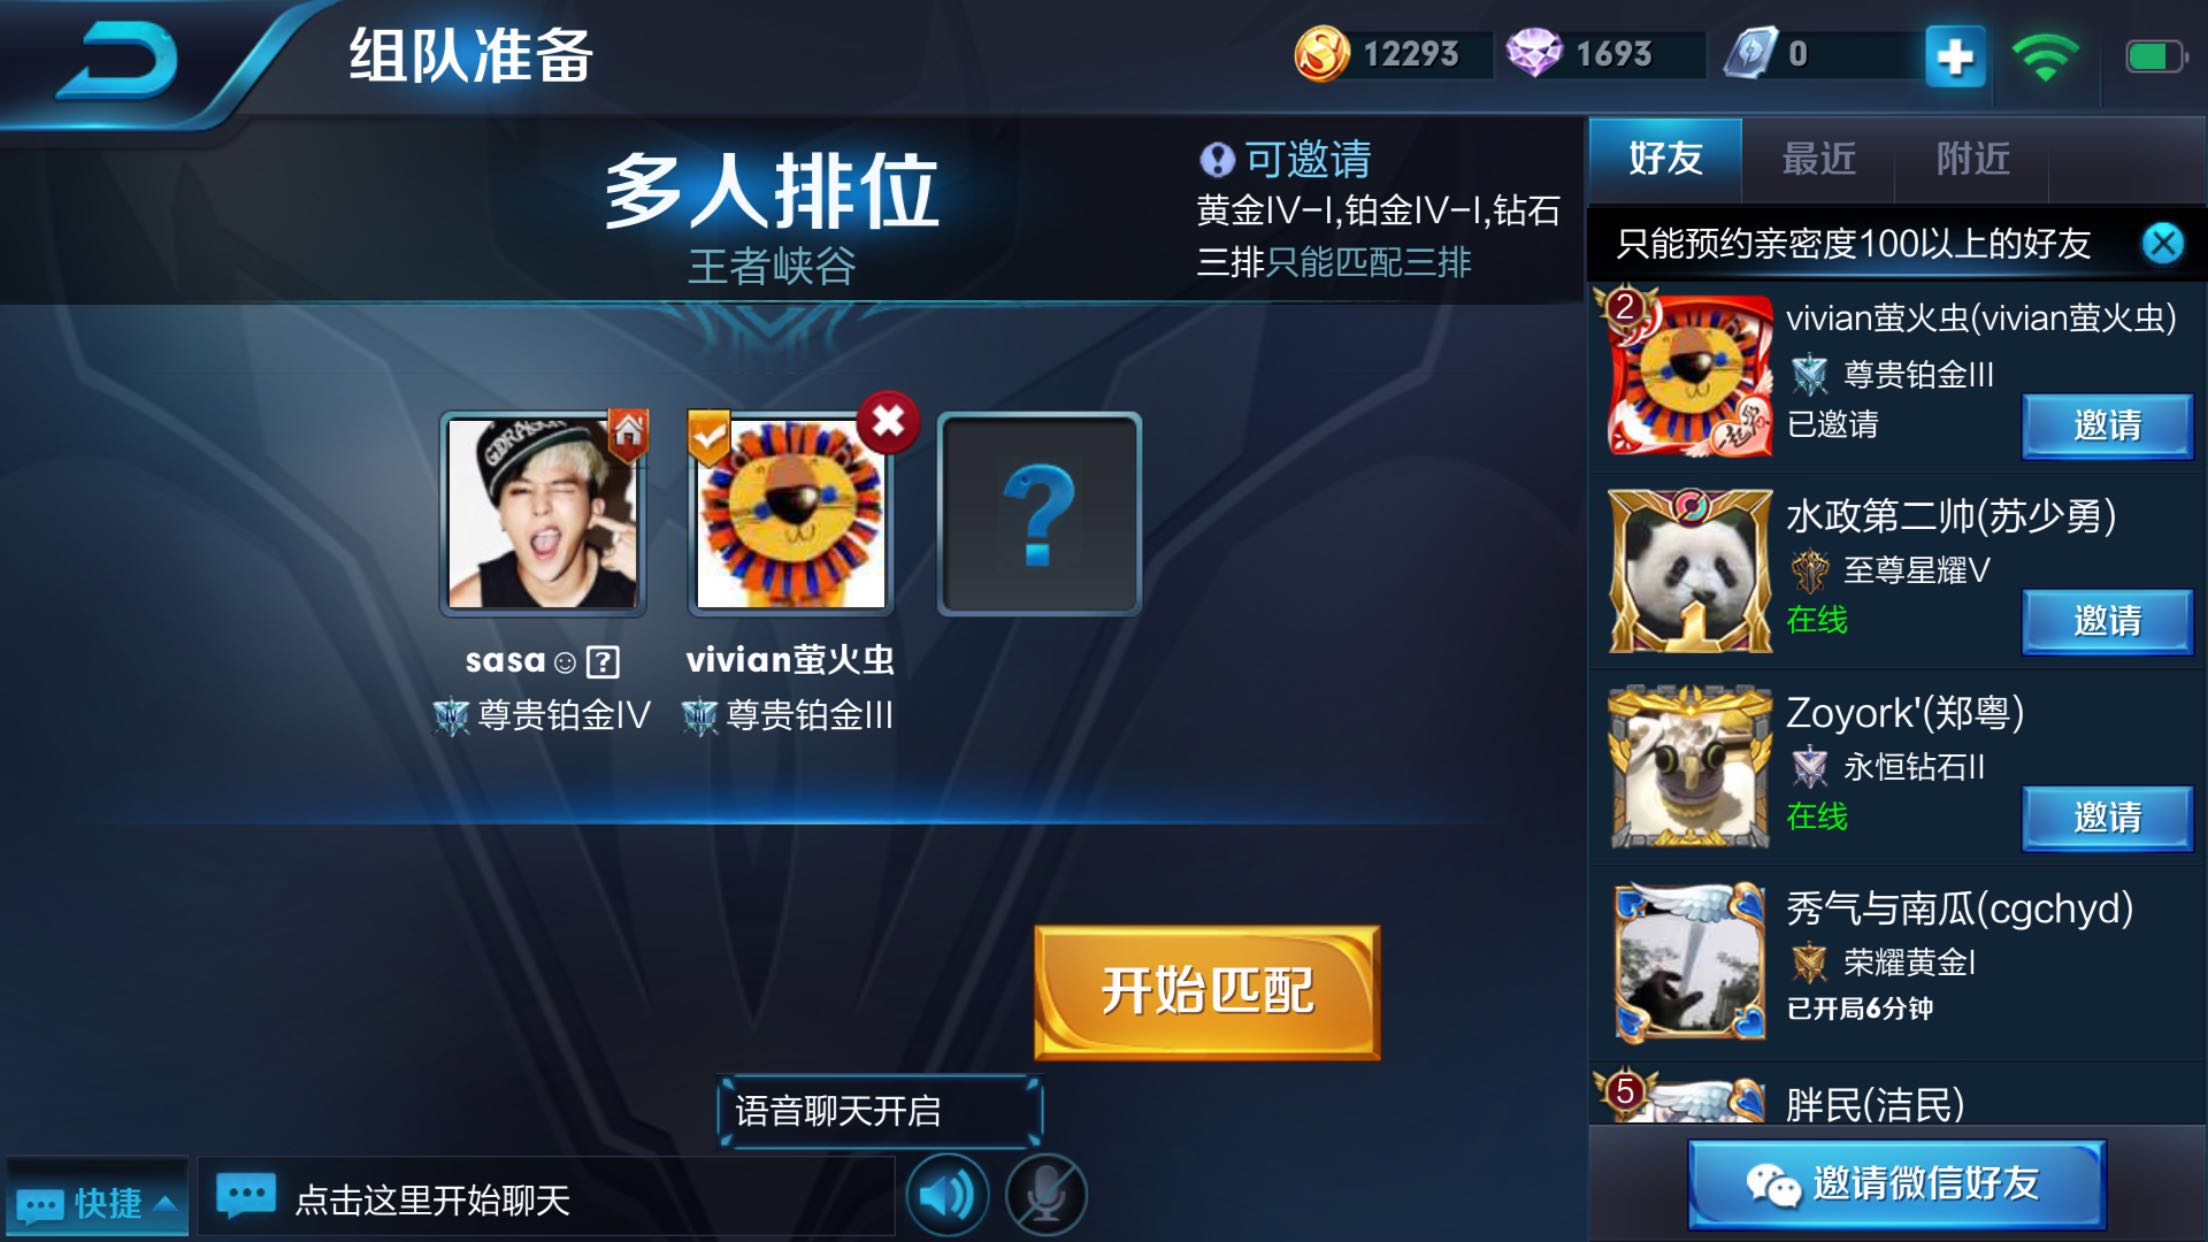 组队准备
12293
1693
0
多人排位
王者峡谷
可邀请
黄金IV-I,铂金IV-I,钻石
三排只能匹配三排
好友
最近
附近
只能预约亲密度100以上的好友
GDRAGON
?
sasa☺?
尊贵铂金IV
vivian萤火虫
尊贵铂金III
2
vivian萤火虫(vivian萤火虫)
尊贵铂金III
已邀请
邀请
1
水政第二帅(苏少勇)
至尊星耀V
在线
邀请
Zoyork'(郑粤)
永恒钻石II
在线
邀请
秀气与南瓜(cgchyd)
荣耀黄金I
已开局6分钟
5
胖民(洁民)
开始匹配
语音聊天开启
快捷
点击这里开始聊天
邀请微信好友